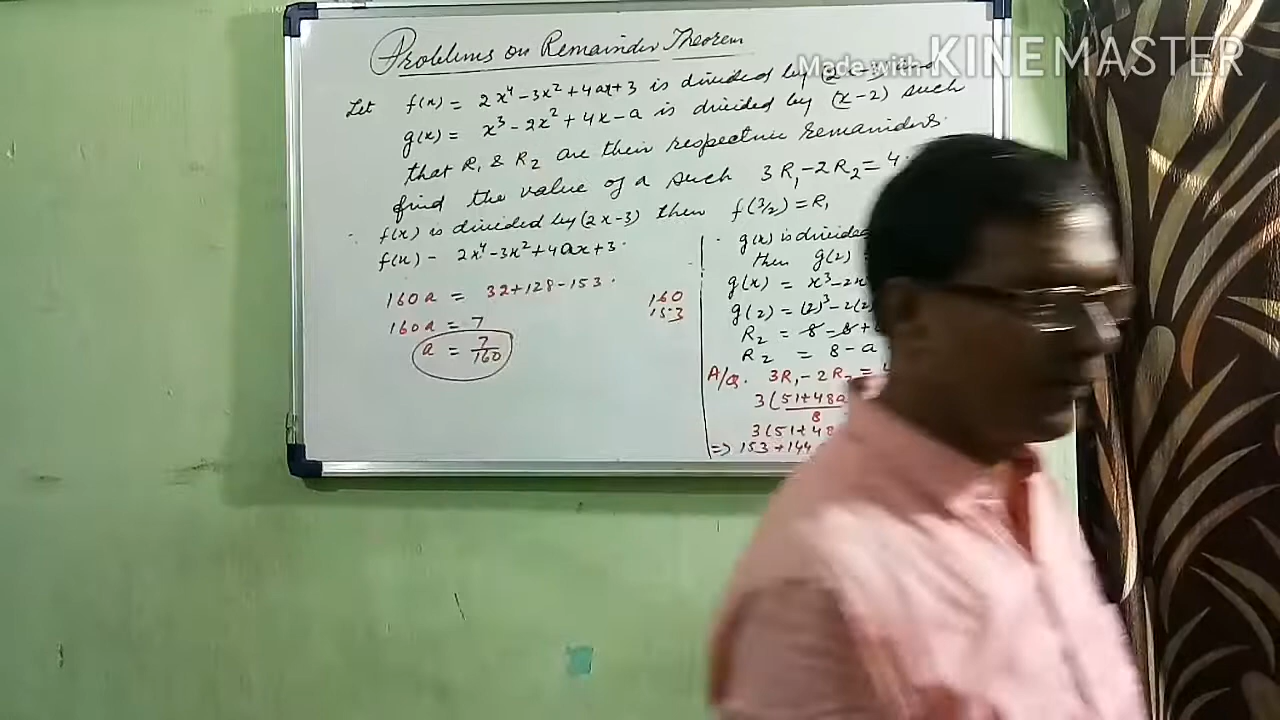 Made with KINEMASTER
Problems on Remainder Theorem
Let f(x) = 2x⁴ - 3x² + 4ax + 3 is divided by (2x-3) and
g(x) = x³ - 2x² + 4x - a is divided by (x-2) such
that R₁ & R₂ are their respective remainders.
find the value of a such 3R₁ - 2R₂ = 4.
∵ f(x) is divided by (2x-3) then f(3/2) = R₁
f(x) - 2x⁴ - 3x² + 4ax + 3.
160a = 32 + 128 - 153.
160a = 7
a = 7/160
160
153
∵ g(x) is divided
then g(2)
g(x) = x³ - 2x
g(2) = (2)³ - 2(2)
R₂ = 8 - 8 +
R₂ = 8 - a
A/Q. 3R₁ - 2R₂ =
3(51+48a
8
3(51+48
=> 153 + 144